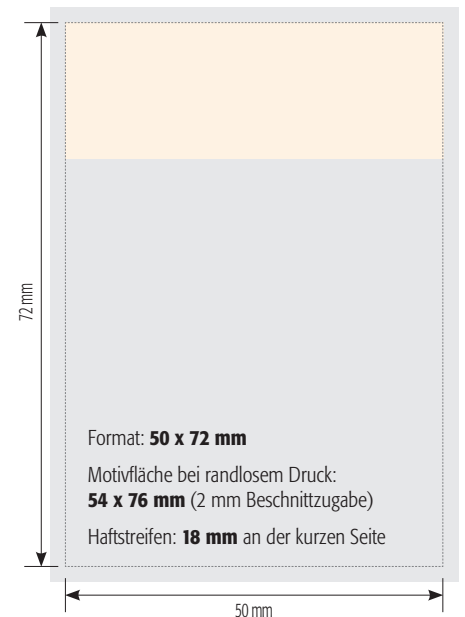 72 mm
Format: 50 x 72 mm
Motivfläche bei randlosem Druck:
54 x 76 mm (2 mm Beschnittzugabe)
Haftstreifen: 18 mm an der kurzen Seite
50 mm